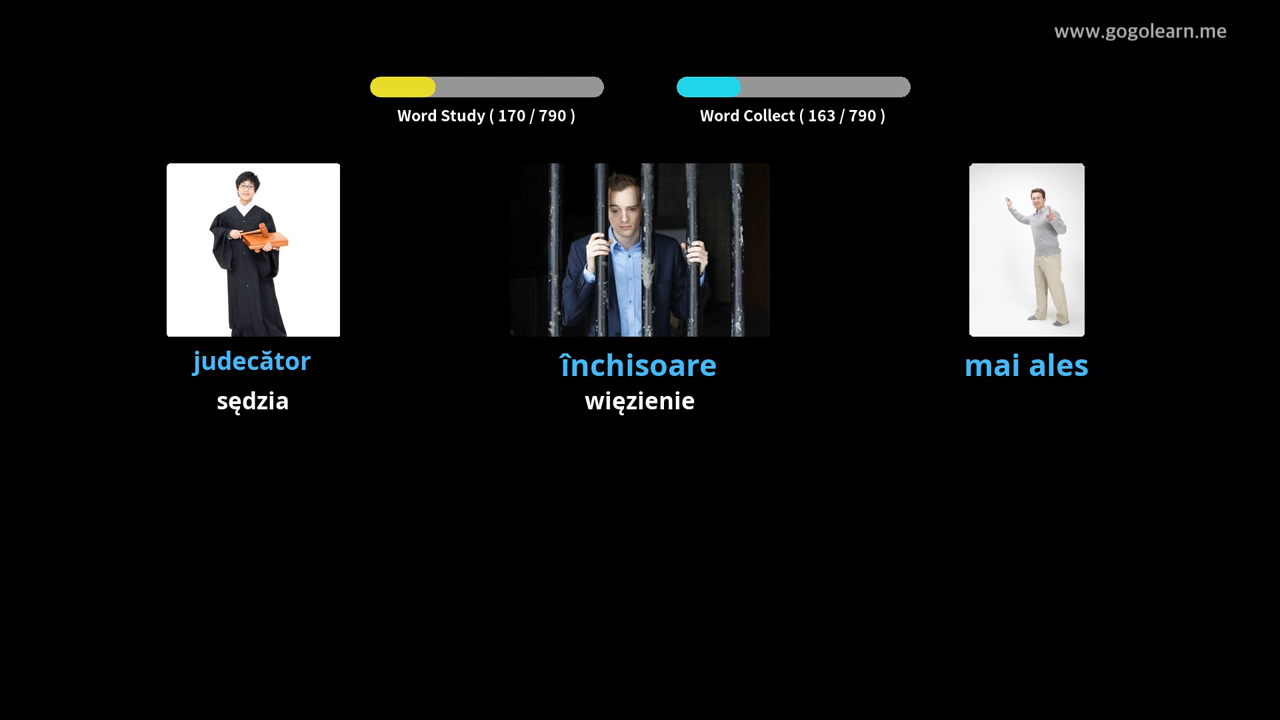 www.gogolearn.me
Word Study ( 170 / 790 )
Word Collect ( 163 / 790 )
judecător
sędzia
închisoare
więzienie
mai ales